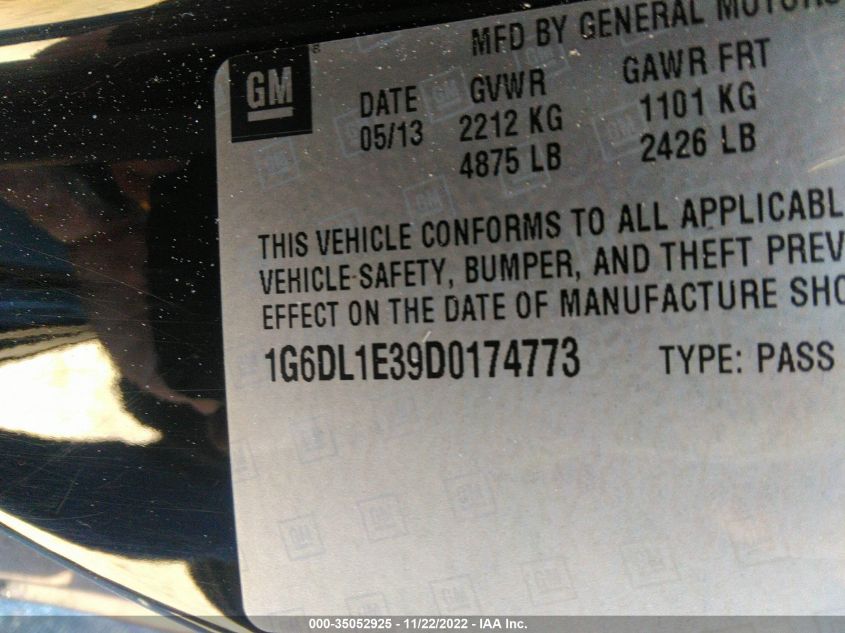 MFD BY GENERAL MOTORS
GM
DATE GVWR GAWR FRT
05/13 2212 KG 1101 KG
4875 LB 2426 LB
THIS VEHICLE CONFORMS TO ALL APPLICABL
VEHICLE SAFETY, BUMPER, AND THEFT PREV
EFFECT ON THE DATE OF MANUFACTURE SHO
1G6DL1E39D0174773 TYPE: PASS
000-35052925 - 11/22/2022 - IAA Inc.